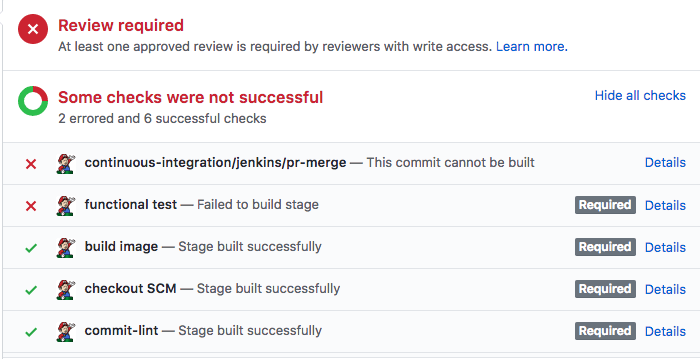 Review required
At least one approved review is required by reviewers with write access. Learn more.
Some checks were not successful
Hide all checks
2 errored and 6 successful checks
continuous-integration/jenkins/pr-merge — This commit cannot be built Details
functional test — Failed to build stage Required Details
build image — Stage built successfully Required Details
checkout SCM — Stage built successfully Required Details
commit-lint — Stage built successfully Required Details